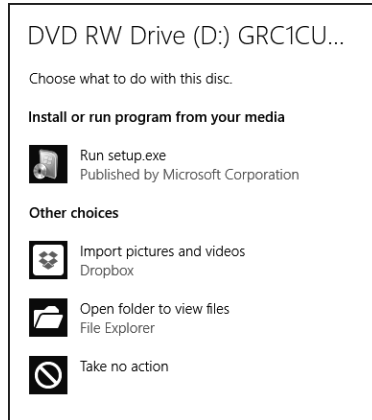 DVD RW Drive (D:) GRC1CU...
Choose what to do with this disc.
Install or run program from your media
Run setup.exe
Published by Microsoft Corporation
Other choices
Import pictures and videos
Dropbox
Open folder to view files
File Explorer
Take no action